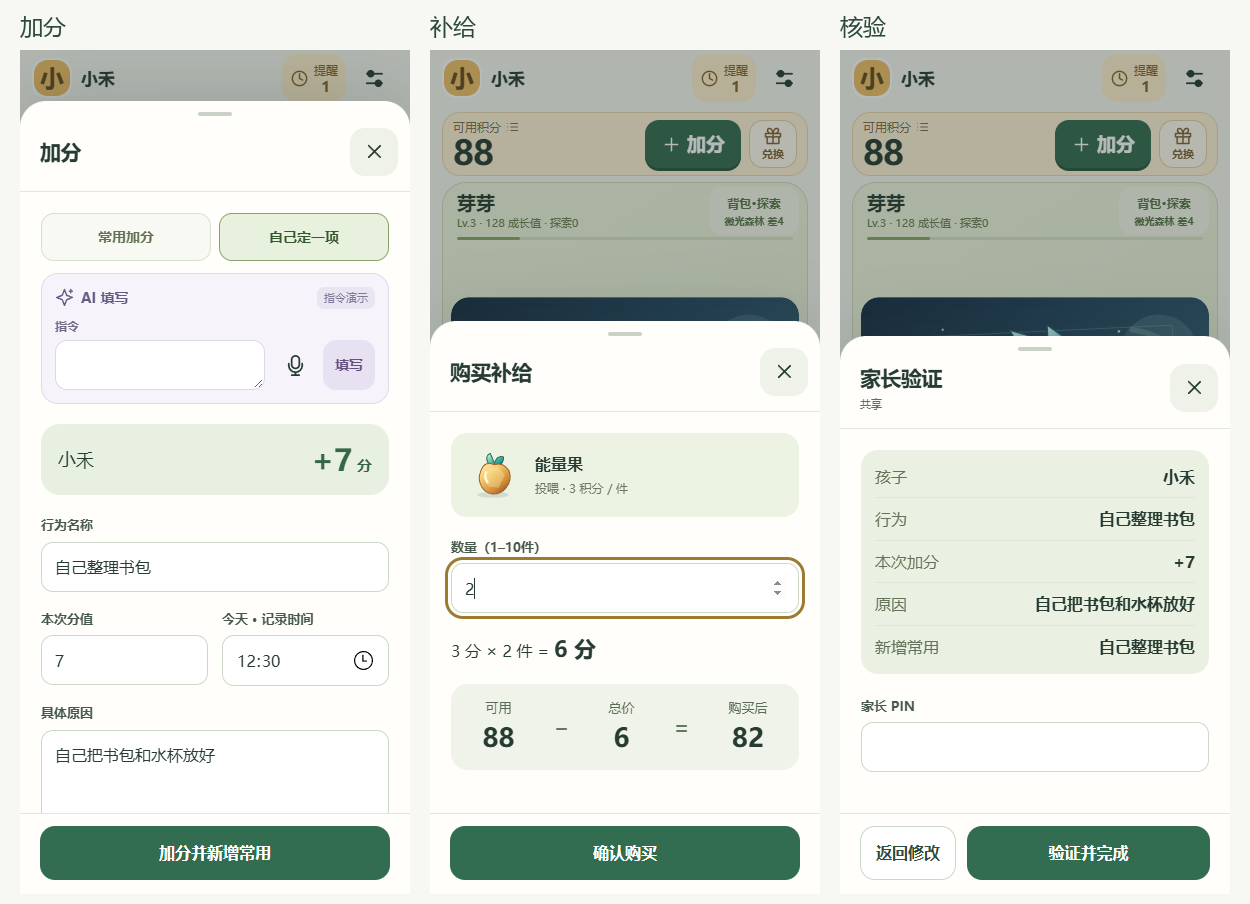 加分
小 小禾 提醒 1
加分
常用加分 自己定一项
AI 填写 指令演示
指令
填写
小禾 +7 分
行为名称
自己整理书包
本次分值 今天 • 记录时间
7 12:30
具体原因
自己把书包和水杯放好
加分并新增常用
补给
小 小禾 提醒 1
可用积分
88 + 加分 兑换
芽芽 背包•探索
Lv.3 · 128 成长值 · 探索0 微光森林 差4
购买补给
能量果
投喂 · 3 积分 / 件
数量（1–10件）
2
3 分 × 2 件 = 6 分
可用 总价 购买后
88 − 6 = 82
确认购买
核验
小 小禾 提醒 1
可用积分
88 + 加分 兑换
芽芽 背包•探索
Lv.3 · 128 成长值 · 探索0 微光森林 差4
家长验证
共享
孩子 小禾
行为 自己整理书包
本次加分 +7
原因 自己把书包和水杯放好
新增常用 自己整理书包
家长 PIN
返回修改 验证并完成